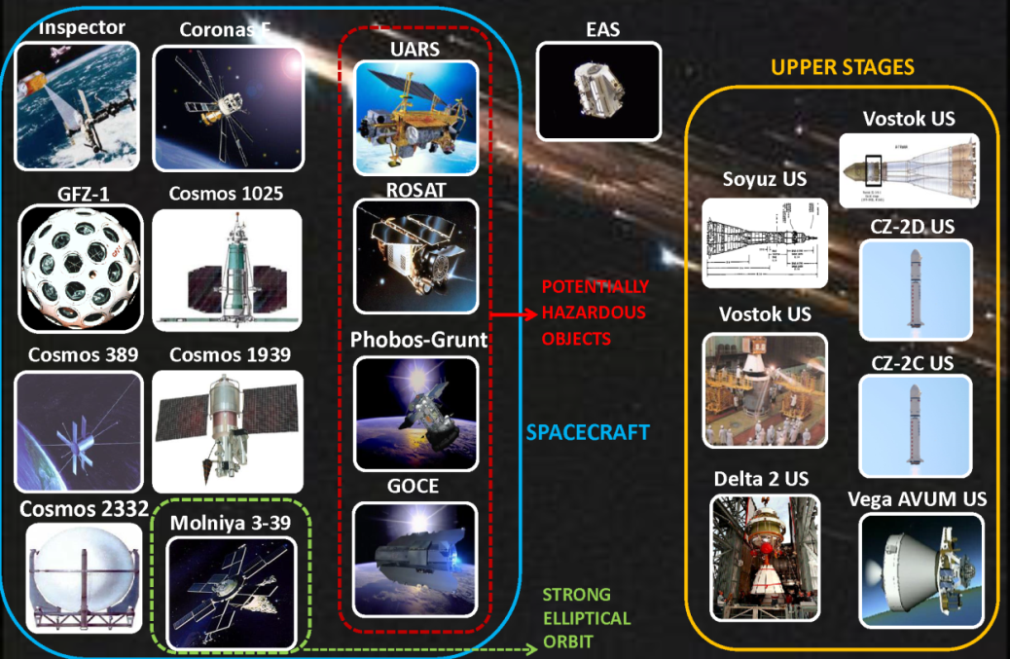 Inspector
Coronas F
UARS
EAS
UPPER STAGES
Vostok US
GFZ-1
Cosmos 1025
ROSAT
Soyuz US
CZ-2D US
POTENTIALLY
HAZARDOUS
OBJECTS
Cosmos 389
Cosmos 1939
Phobos-Grunt
Vostok US
CZ-2C US
SPACECRAFT
GOCE
Delta 2 US
Vega AVUM US
Cosmos 2332
Molniya 3-39
STRONG
ELLIPTICAL
ORBIT